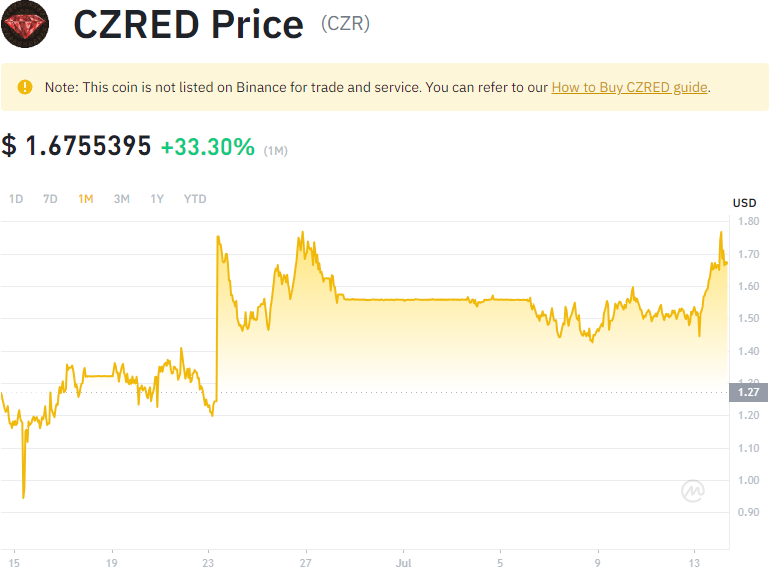 CZRED Price (CZR)
Note: This coin is not listed on Binance for trade and service. You can refer to our How to Buy CZRED guide.
$ 1.6755395 +33.30% (1M)
1D 7D 1M 3M 1Y YTD
USD
1.80
1.70
1.60
1.50
1.40
1.30
1.27
1.20
1.10
1.00
0.90
15 19 23 27 Jul 5 9 13